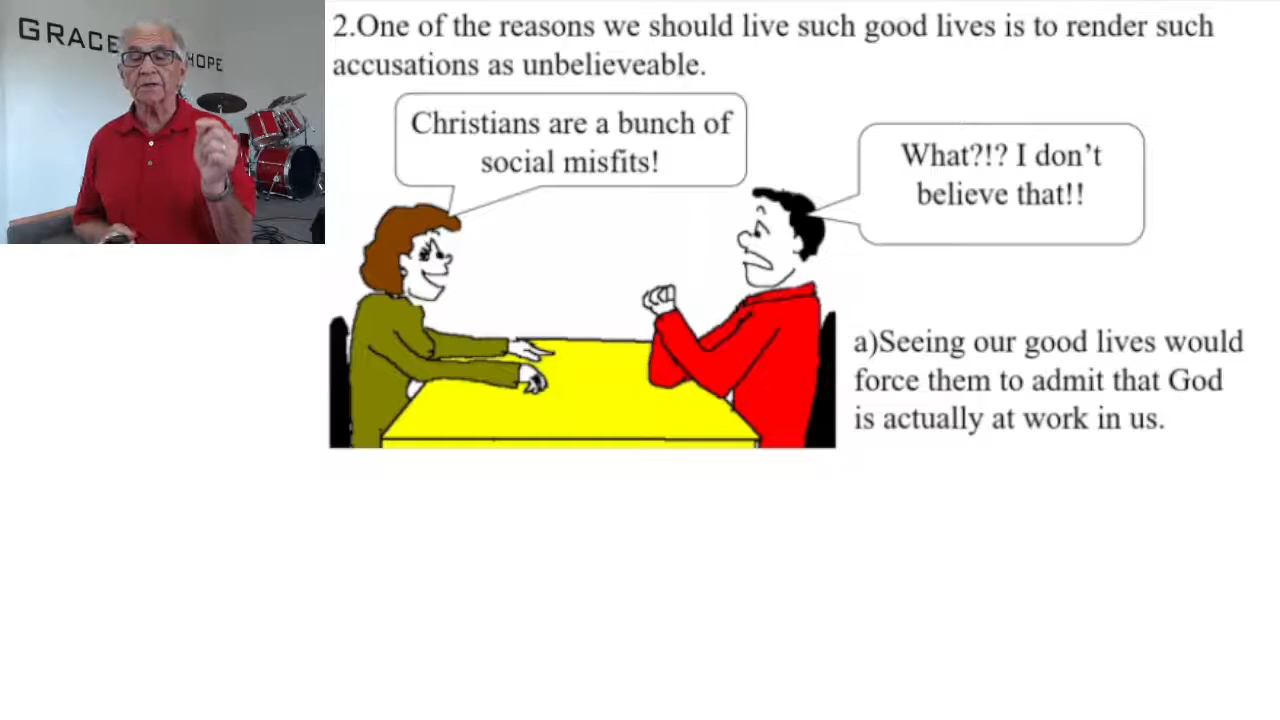 GRACE HOPE
2.One of the reasons we should live such good lives is to render such
accusations as unbelieveable.
Christians are a bunch of
social misfits!
What?!? I don't
believe that!!
a)Seeing our good lives would
force them to admit that God
is actually at work in us.